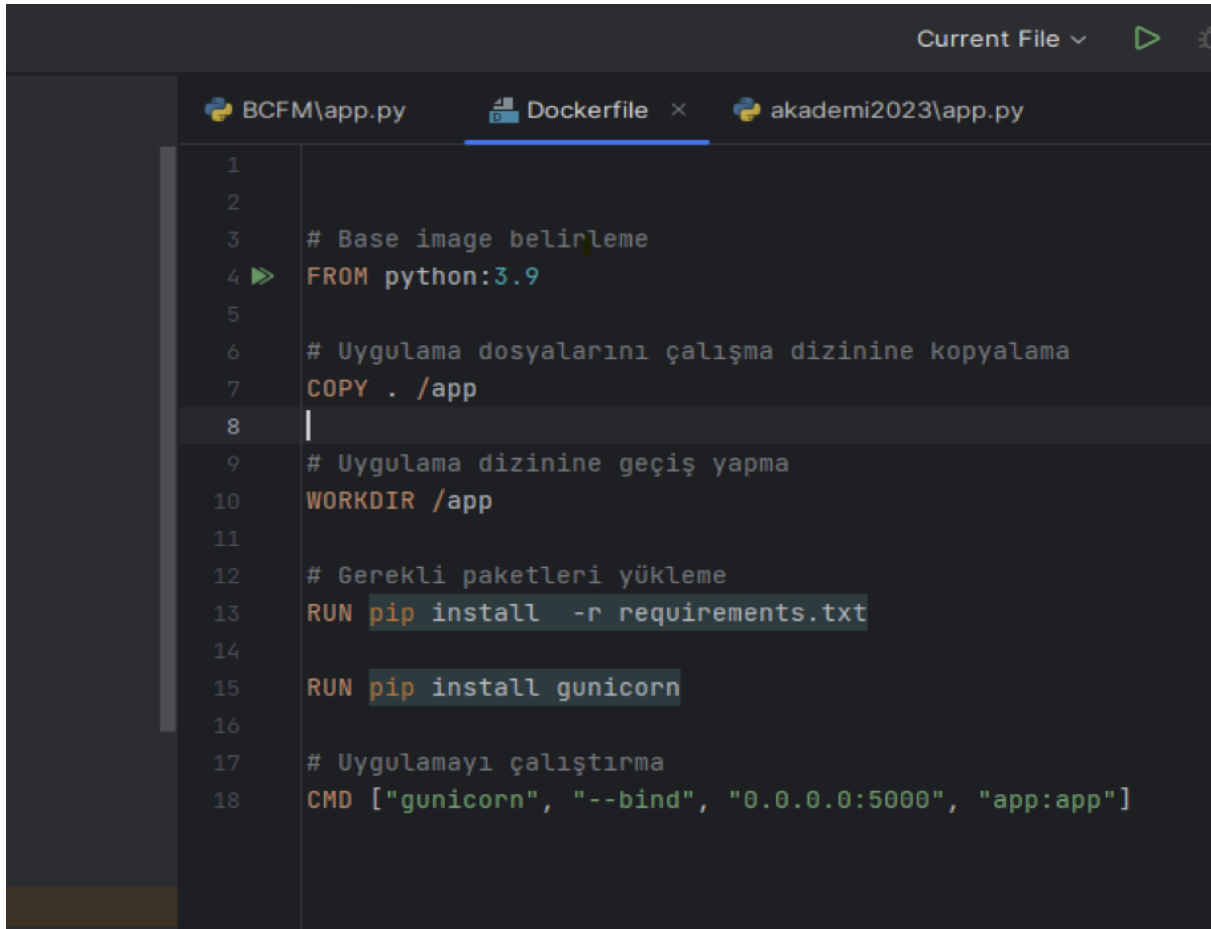 Current File
BCFM\app.py Dockerfile × akademi2023\app.py
1
2
3 # Base image belirleme
4 FROM python:3.9
5
6 # Uygulama dosyalarını çalışma dizinine kopyalama
7 COPY . /app
8
9 # Uygulama dizinine geçiş yapma
10 WORKDIR /app
11
12 # Gerekli paketleri yükleme
13 RUN pip install  -r requirements.txt
14
15 RUN pip install gunicorn
16
17 # Uygulamayı çalıştırma
18 CMD ["gunicorn", "--bind", "0.0.0.0:5000", "app:app"]